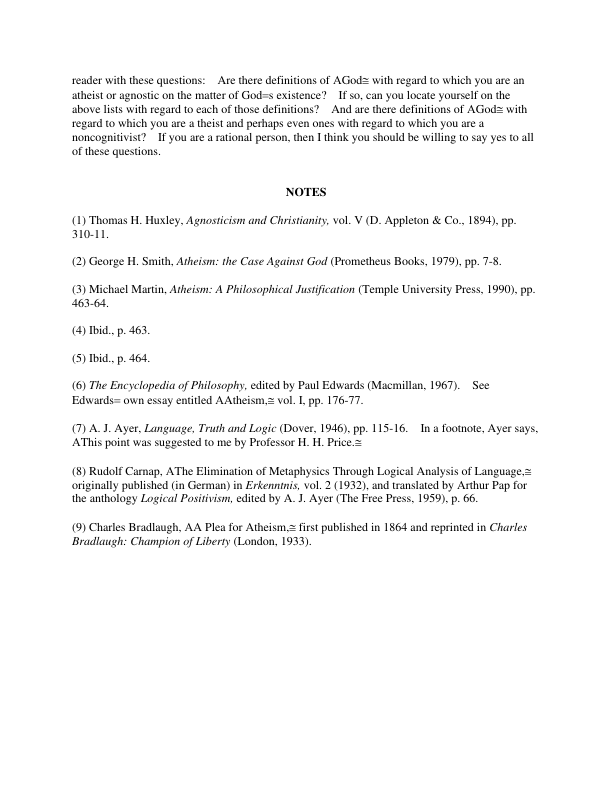 reader with these questions:    Are there definitions of AGod≅ with regard to which you are an
atheist or agnostic on the matter of God=s existence?    If so, can you locate yourself on the
above lists with regard to each of those definitions?    And are there definitions of AGod≅ with
regard to which you are a theist and perhaps even ones with regard to which you are a
noncognitivist?    If you are a rational person, then I think you should be willing to say yes to all
of these questions.
NOTES
(1) Thomas H. Huxley, Agnosticism and Christianity, vol. V (D. Appleton & Co., 1894), pp.
310-11.
(2) George H. Smith, Atheism: the Case Against God (Prometheus Books, 1979), pp. 7-8.
(3) Michael Martin, Atheism: A Philosophical Justification (Temple University Press, 1990), pp.
463-64.
(4) Ibid., p. 463.
(5) Ibid., p. 464.
(6) The Encyclopedia of Philosophy, edited by Paul Edwards (Macmillan, 1967).    See
Edwards= own essay entitled AAtheism,≅ vol. I, pp. 176-77.
(7) A. J. Ayer, Language, Truth and Logic (Dover, 1946), pp. 115-16.    In a footnote, Ayer says,
AThis point was suggested to me by Professor H. H. Price.≅
(8) Rudolf Carnap, AThe Elimination of Metaphysics Through Logical Analysis of Language,≅
originally published (in German) in Erkenntnis, vol. 2 (1932), and translated by Arthur Pap for
the anthology Logical Positivism, edited by A. J. Ayer (The Free Press, 1959), p. 66.
(9) Charles Bradlaugh, AA Plea for Atheism,≅ first published in 1864 and reprinted in Charles
Bradlaugh: Champion of Liberty (London, 1933).